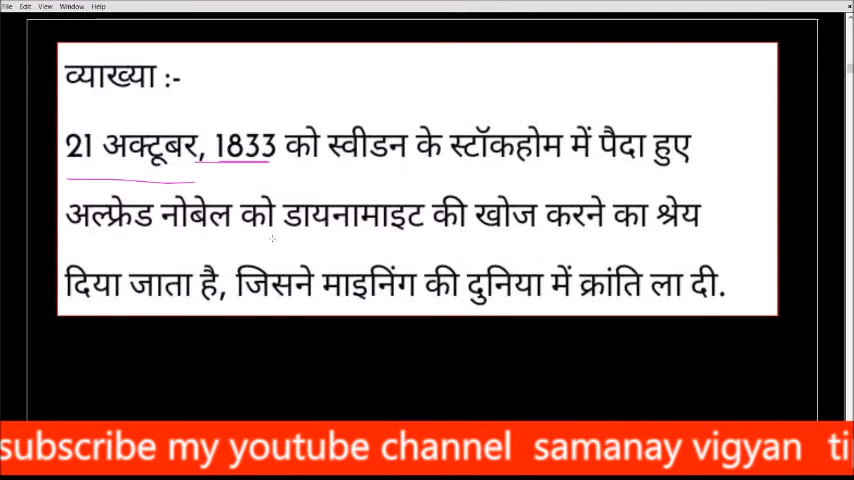 File Edit View Window Help
व्याख्या :-
21 अक्टूबर, 1833 को स्वीडन के स्टॉकहोम में पैदा हुए
अल्फ्रेड नोबेल को डायनामाइट की खोज करने का श्रेय
दिया जाता है, जिसने माइनिंग की दुनिया में क्रांति ला दी.
subscribe my youtube channel samanay vigyan